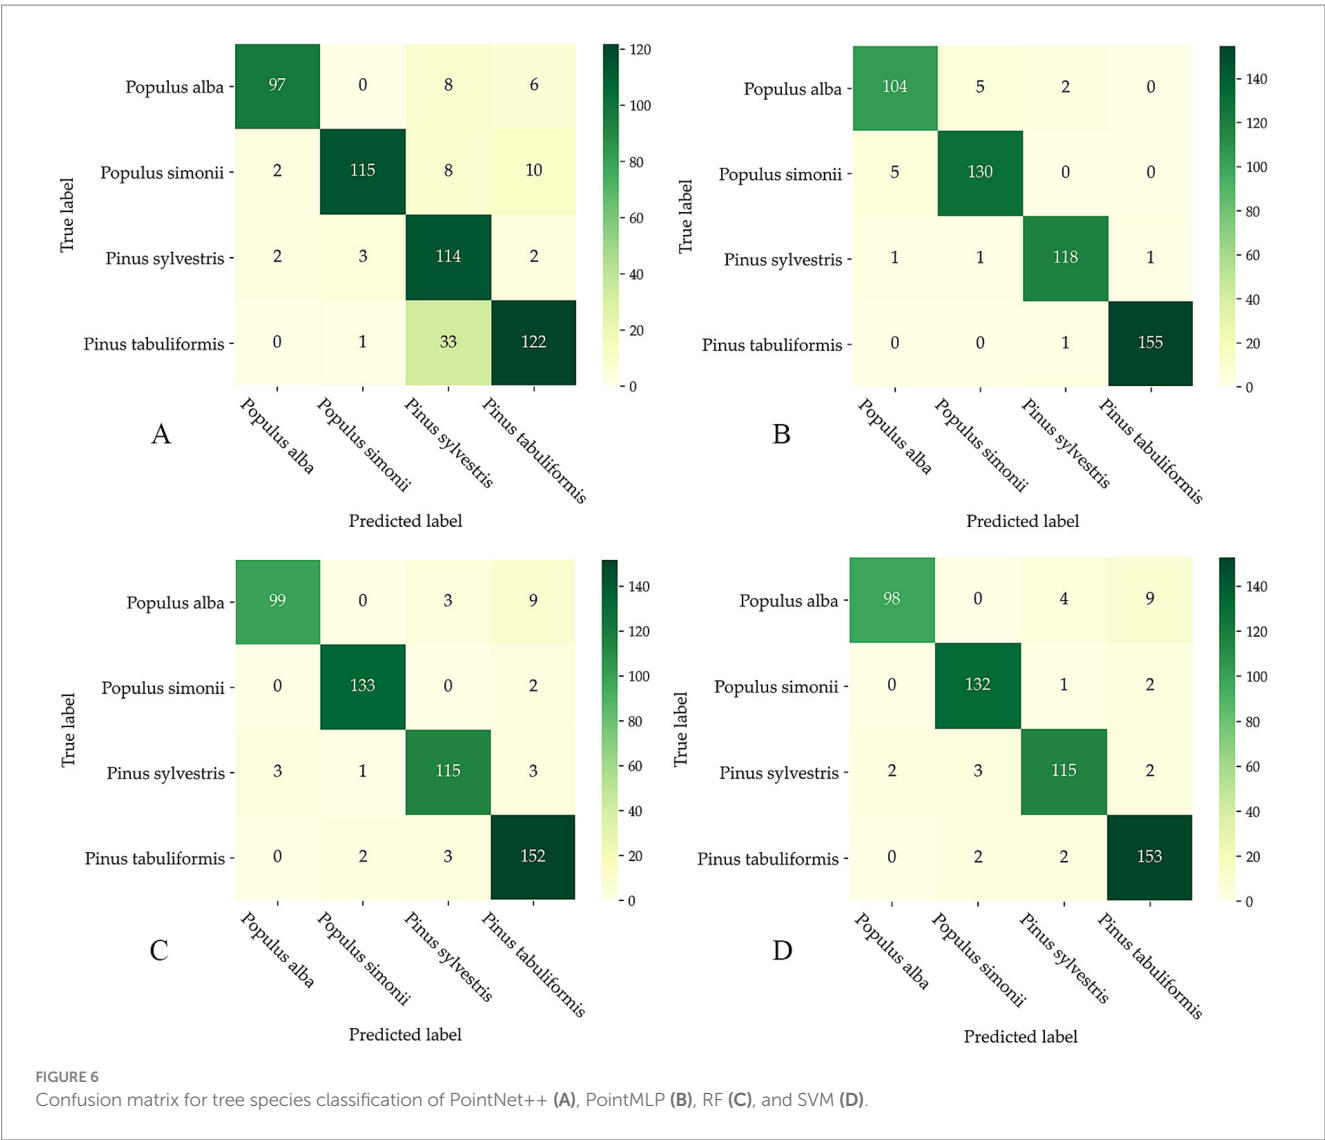 Populus alba 97 0 8 6
Populus simonii 2 115 8 10
Pinus sylvestris 2 3 114 2
Pinus tabuliformis 0 1 33 122
True label
Populus alba Populus simonii Pinus sylvestris Pinus tabuliformis
Predicted label
120
100
80
60
40
20
0
A
Populus alba 104 5 2 0
Populus simonii 5 130 0 0
Pinus sylvestris 1 1 118 1
Pinus tabuliformis 0 0 1 155
True label
Populus alba Populus simonii Pinus sylvestris Pinus tabuliformis
Predicted label
140
120
100
80
60
40
20
0
B
Populus alba 99 0 3 9
Populus simonii 0 133 0 2
Pinus sylvestris 3 1 115 3
Pinus tabuliformis 0 2 3 152
True label
Populus alba Populus simonii Pinus sylvestris Pinus tabuliformis
Predicted label
140
120
100
80
60
40
20
0
C
Populus alba 98 0 4 9
Populus simonii 0 132 1 2
Pinus sylvestris 2 3 115 2
Pinus tabuliformis 0 2 2 153
True label
Populus alba Populus simonii Pinus sylvestris Pinus tabuliformis
Predicted label
140
120
100
80
60
40
20
0
D
FIGURE 6
Confusion matrix for tree species classification of PointNet++ (A), PointMLP (B), RF (C), and SVM (D).